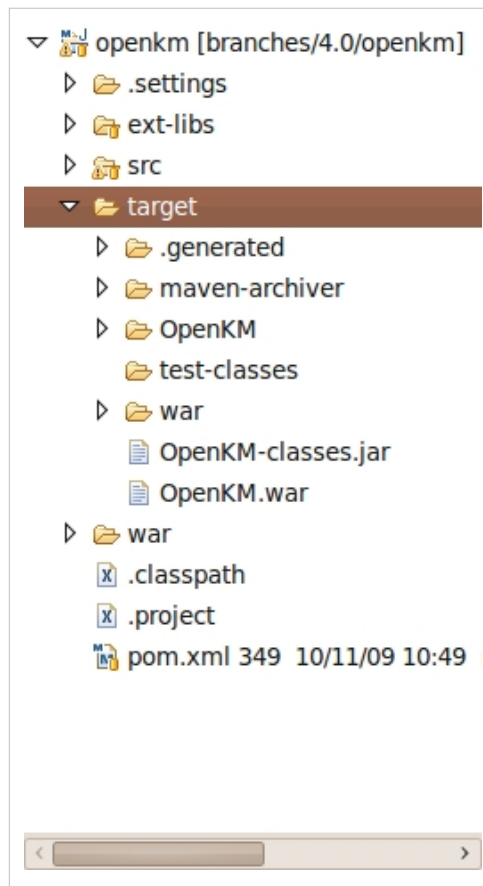 openkm [branches/4.0/openkm]
.settings
ext-libs
src
target
.generated
maven-archiver
OpenKM
test-classes
war
OpenKM-classes.jar
OpenKM.war
war
.classpath
.project
pom.xml 349 10/11/09 10:49